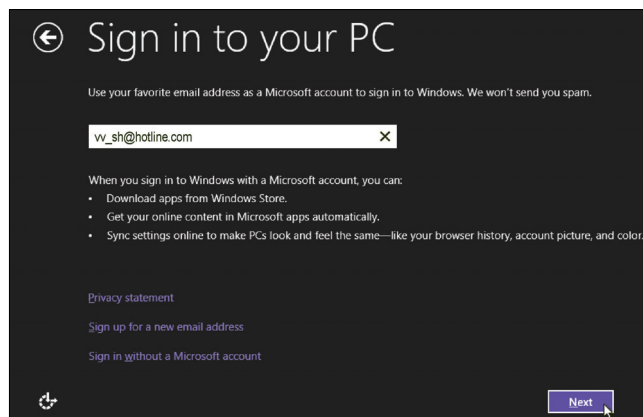 Sign in to your PC
Use your favorite email address as a Microsoft account to sign in to Windows. We won't send you spam.
vv_sh@hotline.com
When you sign in to Windows with a Microsoft account, you can:
• Download apps from Windows Store.
• Get your online content in Microsoft apps automatically.
• Sync settings online to make PCs look and feel the same—like your browser history, account picture, and color.
Privacy statement
Sign up for a new email address
Sign in without a Microsoft account
Next